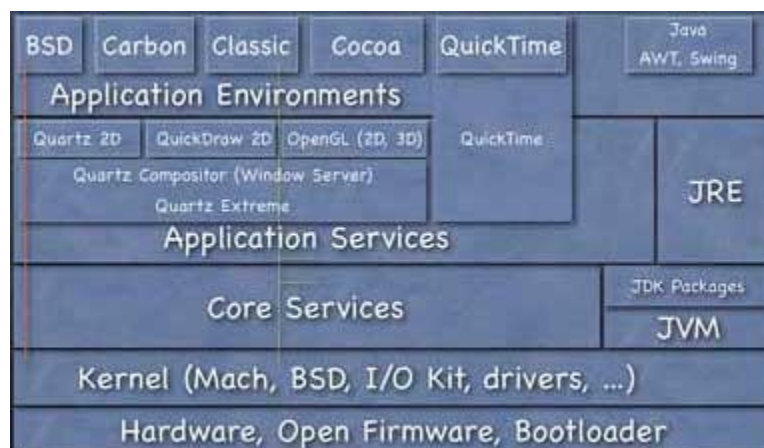 BSD
Carbon
Classic
Cocoa
QuickTime
Java
AWT, Swing
Application Environments
Quartz 2D
QuickDraw 2D
OpenGL (2D, 3D)
QuickTime
Quartz Compositor (Window Server)
Quartz Extreme
JRE
Application Services
Core Services
JDK Packages
JVM
Kernel (Mach, BSD, I/O Kit, drivers, ...)
Hardware, Open Firmware, Bootloader